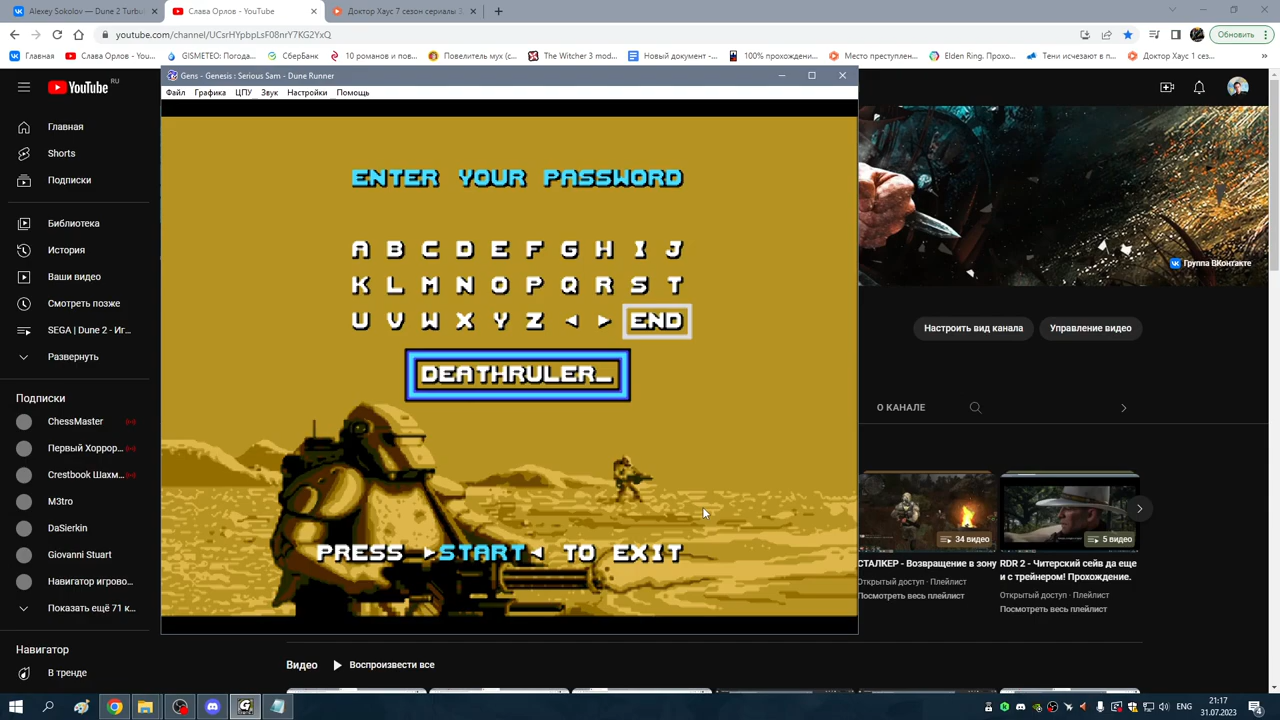 Alexey Sokolov — Dune 2 Turbu
Слава Орлов - YouTube
Доктор Хаус 7 сезон сериалы З
youtube.com/channel/UCsrHYpbpLsF08nrY7KG2YxQ
Обновить
Главная
Слава Орлов - You...
GISMETEO: Погода...
СберБанк
10 романов и пов...
Повелитель мух (с...
The Witcher 3 mod...
Новый документ -...
100% прохождени...
Место преступлен...
Elden Ring. Прохо...
Тени исчезают в п...
Доктор Хаус 1 сез...
»
Gens - Genesis : Serious Sam - Dune Runner
Файл Графика ЦПУ Звук Настройки Помощь
YouTube RU
Главная
Shorts
Подписки
Библиотека
История
Ваши видео
Смотреть позже
SEGA | Dune 2 - Иг...
Развернуть
Подписки
ChessMaster
Первый Хоррор...
Crestbook Шахм...
M3tro
DaSierkin
Giovanni Stuart
Навигатор игрово...
Показать ещё 71 к...
Навигатор
В тренде
ENTER YOUR PASSWORD
A B C D E F G H I J
K L M N O P Q R S T
U V W X Y Z ◄ ► END
DEATHRULER_
PRESS ►START◄ TO EXIT
Группа ВКонтакте
Настроить вид канала
Управление видео
О КАНАЛЕ
34 видео
5 видео
СТАЛКЕР - Возвращение в зону
Открытый доступ · Плейлист
Посмотреть весь плейлист
RDR 2 - Читерский сейв да еще
и с трейнером! Прохождение.
Открытый доступ · Плейлист
Посмотреть весь плейлист
Видео
Воспроизвести все
ENG
21:17
31.07.2023
4